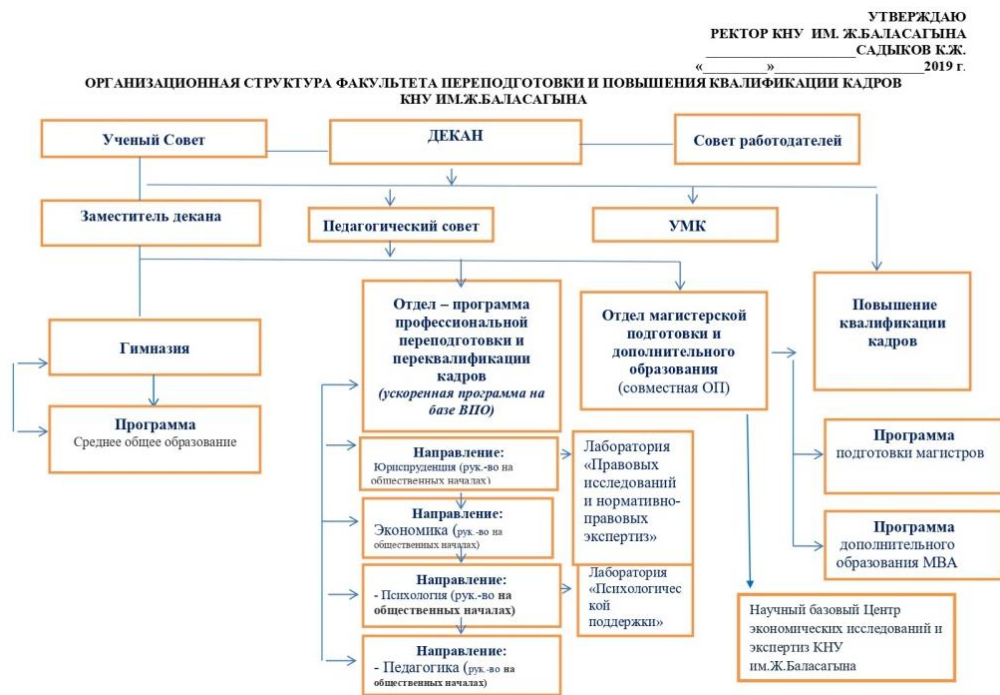 УТВЕРЖДАЮ
РЕКТОР КНУ ИМ. Ж.БАЛАСАГЫНА
______________________САДЫКОВ К.Ж.
«_________»______________________2019 г.
ОРГАНИЗАЦИОННАЯ СТРУКТУРА ФАКУЛЬТЕТА ПЕРЕПОДГОТОВКИ И ПОВЫШЕНИЯ КВАЛИФИКАЦИИ КАДРОВ
КНУ ИМ.Ж.БАЛАСАГЫНА
Ученый Совет
ДЕКАН
Совет работодателей
Заместитель декана
Педагогический совет
УМК
Гимназия
Программа
Среднее общее образование
Отдел – программа
профессиональной
переподготовки и
переквалификации
кадров
(ускоренная программа на
базе ВПО)
Направление:
Юриспруденция (рук.-во на
общественных началах)
Направление:
Экономика (рук.-во на
общественных началах)
Направление:
- Психология (рук.-во на
общественных началах)
Направление:
- Педагогика (рук.-во на
общественных началах)
Лаборатория
«Правовых
исследований
и нормативно-
правовых
экспертиз»
Лаборатория
«Психологичес
кой
поддержки»
Отдел магистерской
подготовки и
дополнительного
образования
(совместная ОП)
Повышение
квалификации
кадров
Программа
подготовки магистров
Программа
дополнительного
образования МВА
Научный базовый Центр
экономических исследований и
экспертиз КНУ
им.Ж.Баласагына